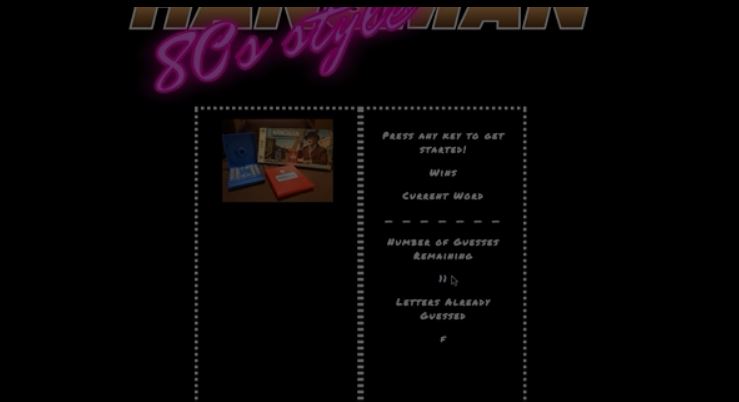 HANGMAN
80s style
Press any key to get
started!
Wins
Current Word
_ _ _ _ _ _ _
Number of Guesses
Remaining
11
Letters Already
Guessed
F